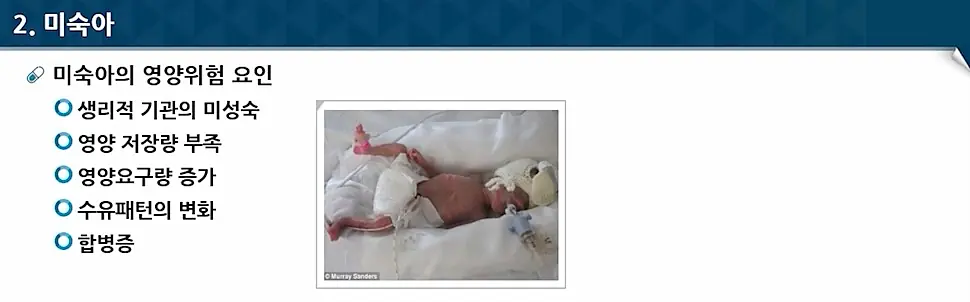 2. 미숙아
미숙아의 영양위험 요인
생리적 기관의 미성숙
영양 저장량 부족
영양요구량 증가
수유패턴의 변화
합병증
© Murray Sanders